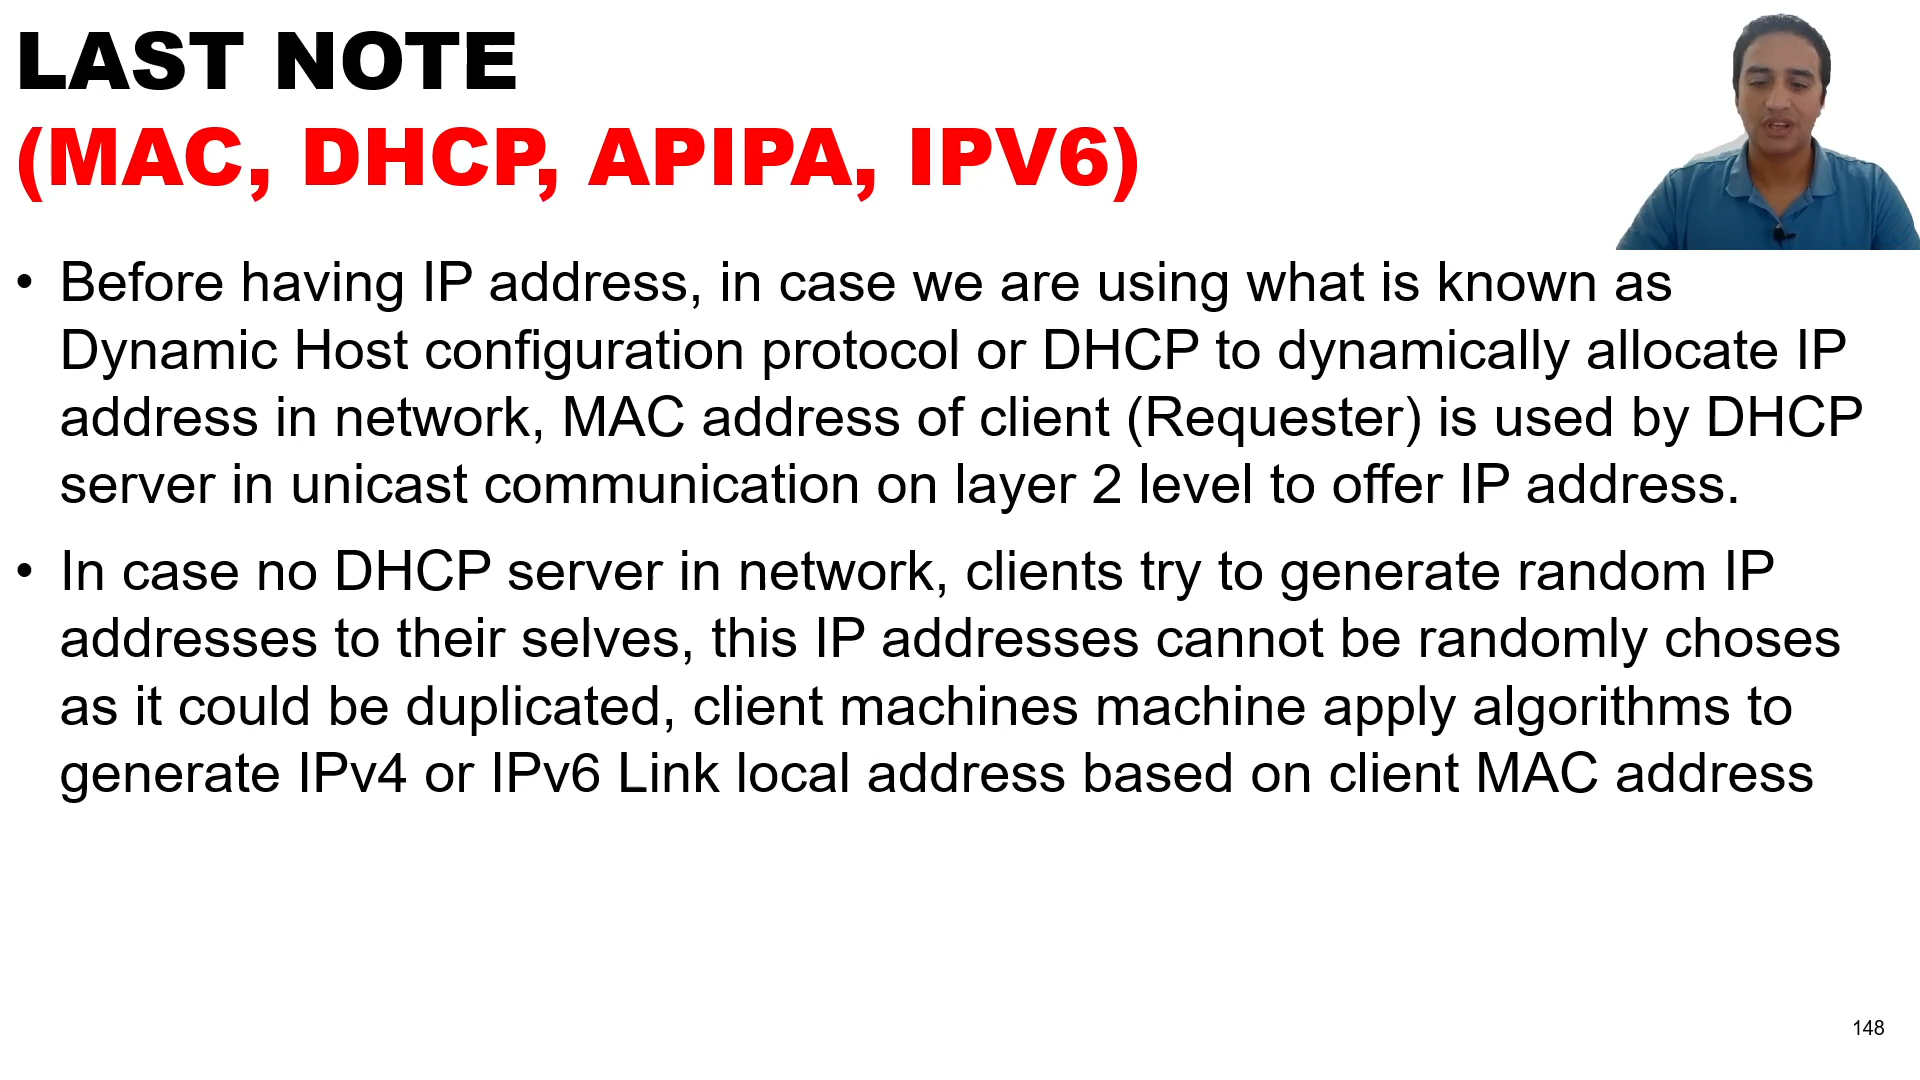 LAST NOTE
(MAC, DHCP, APIPA, IPV6)
• Before having IP address, in case we are using what is known as
Dynamic Host configuration protocol or DHCP to dynamically allocate IP
address in network, MAC address of client (Requester) is used by DHCP
server in unicast communication on layer 2 level to offer IP address.
• In case no DHCP server in network, clients try to generate random IP
addresses to their selves, this IP addresses cannot be randomly choses
as it could be duplicated, client machines machine apply algorithms to
generate IPv4 or IPv6 Link local address based on client MAC address
148